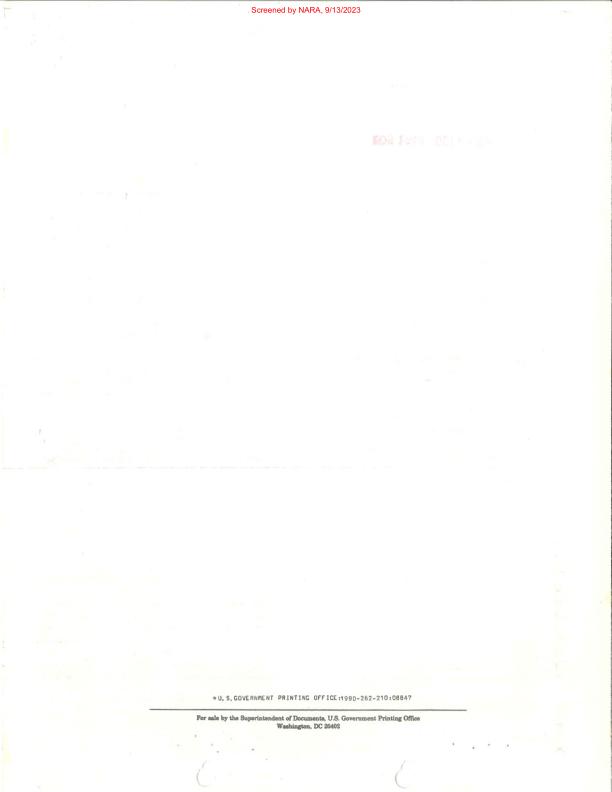 Screened by NARA, 9/13/2023
*U.S.GOVERNMENT PRINTING OFFICE:1990-262-210:08847
For sale by the Superintendent of Documents, U.S. Government Printing Office
Washington, DC 20402